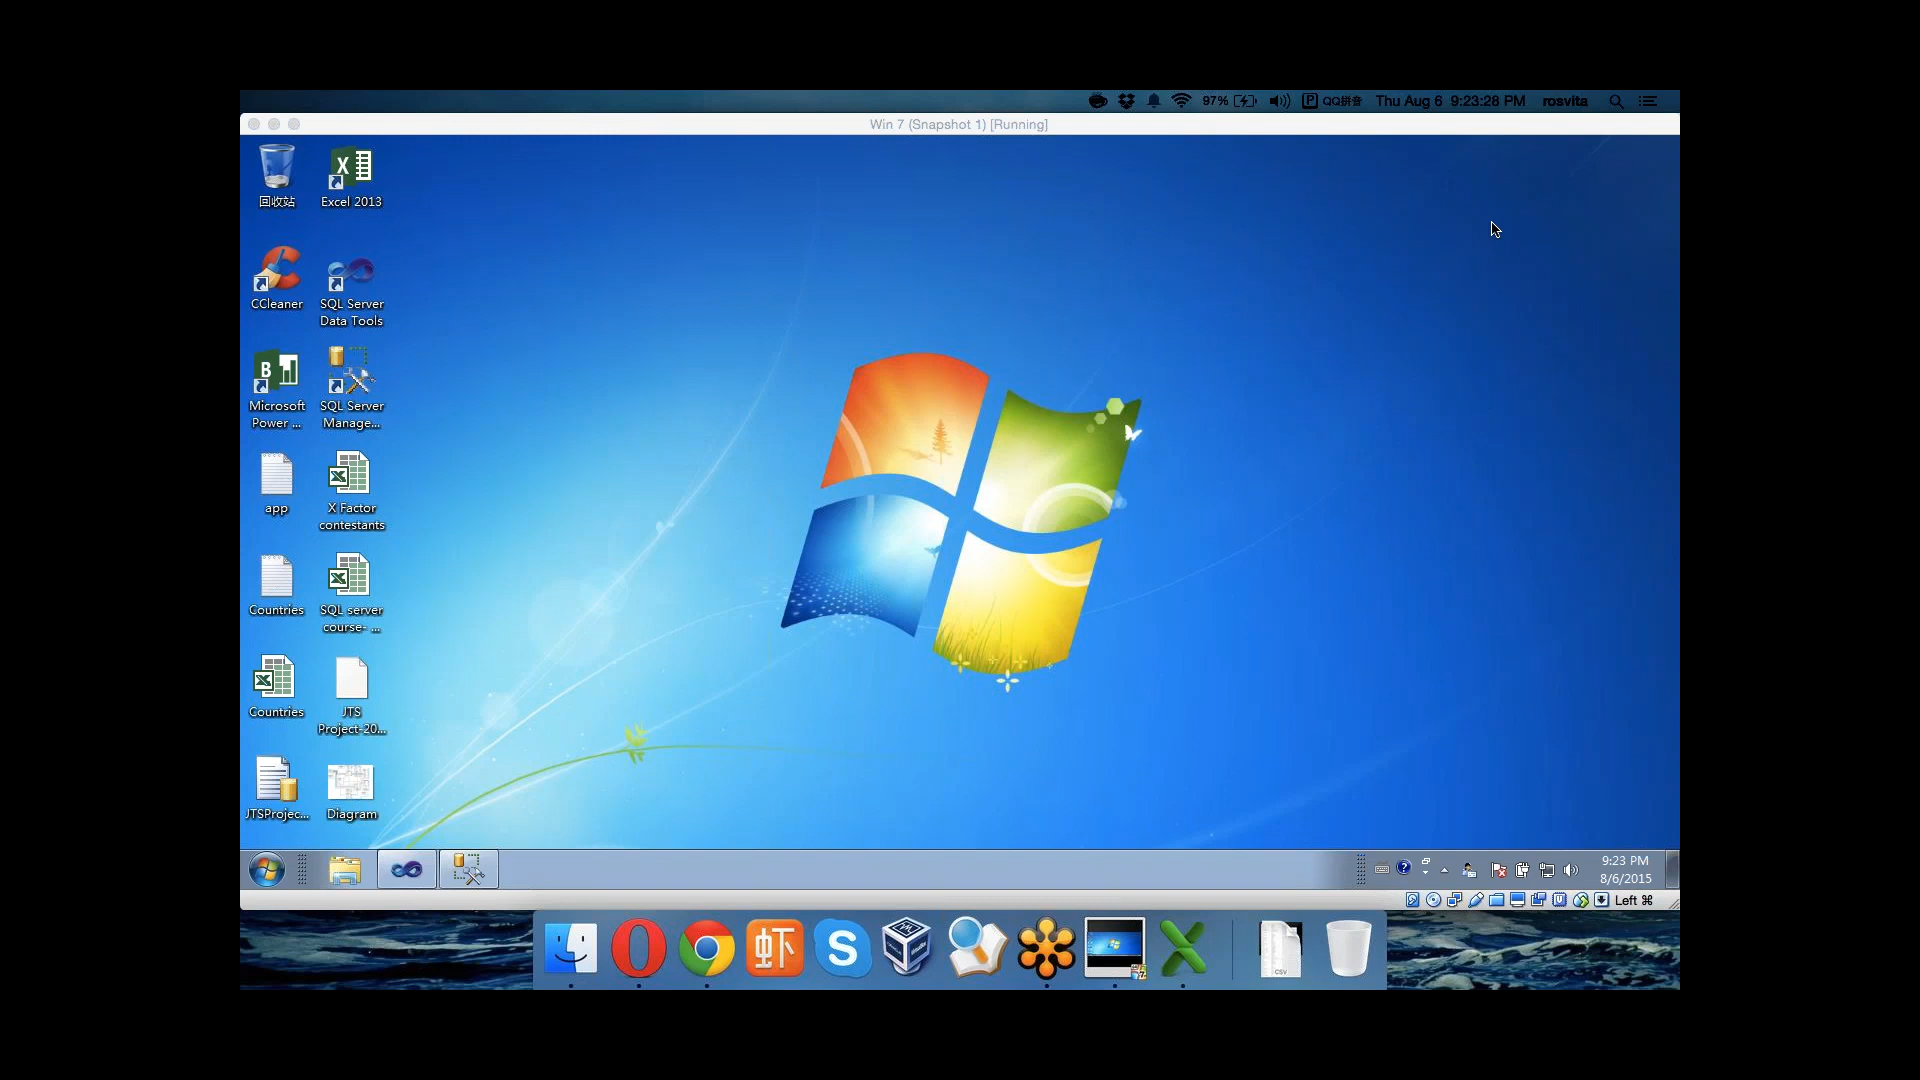 97%
P QQ拼音 Thu Aug 6 9:23:28 PM rosvita
Win 7 (Snapshot 1) [Running]
回收站
Excel 2013
CCleaner
SQL Server
Data Tools
Microsoft
Power ...
SQL Server
Manage...
app
X Factor
contestants
Countries
SQL server
course- ...
Countries
JTS
Project-20...
JTSProjec...
Diagram
9:23 PM
8/6/2015
Left ⌘
虾
S
CSV